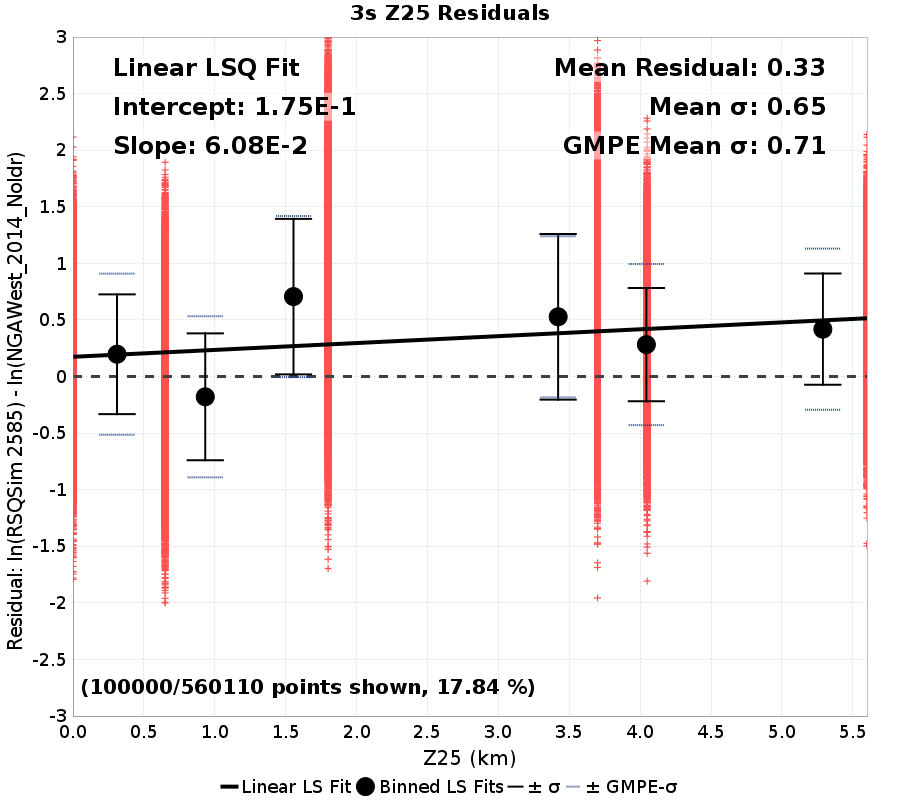 3s Z25 Residuals
Linear LSQ Fit
Intercept: 1.75E-1
Slope: 6.08E-2
Mean Residual: 0.33
Mean σ: 0.65
GMPE Mean σ: 0.71
Residual: ln(RSQSim 2585) - ln(NGAWest_2014_NoIdr)
3
2.5
2
1.5
1
0.5
0
-0.5
-1
-1.5
-2
-2.5
-3
(100000/560110 points shown, 17.84 %)
0.0 0.5 1.0 1.5 2.0 2.5 3.0 3.5 4.0 4.5 5.0 5.5
Z25 (km)
Linear LS Fit Binned LS Fits ± σ ± GMPE-σ